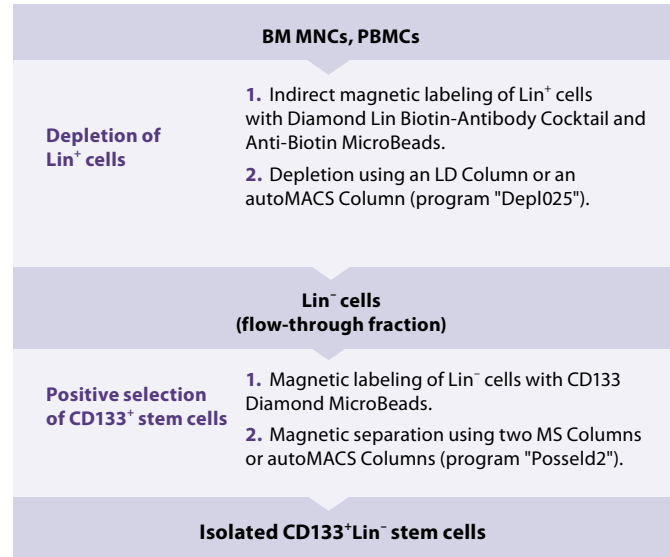 BM MNCs, PBMCs
Depletion of
Lin⁺ cells
1. Indirect magnetic labeling of Lin⁺ cells
with Diamond Lin Biotin-Antibody Cocktail and
Anti-Biotin MicroBeads.
2. Depletion using an LD Column or an
autoMACS Column (program "Depl025").
Lin⁻ cells
(flow-through fraction)
Positive selection
of CD133⁺ stem cells
1. Magnetic labeling of Lin⁻ cells with CD133
Diamond MicroBeads.
2. Magnetic separation using two MS Columns
or autoMACS Columns (program "Posseld2").
Isolated CD133⁺Lin⁻ stem cells